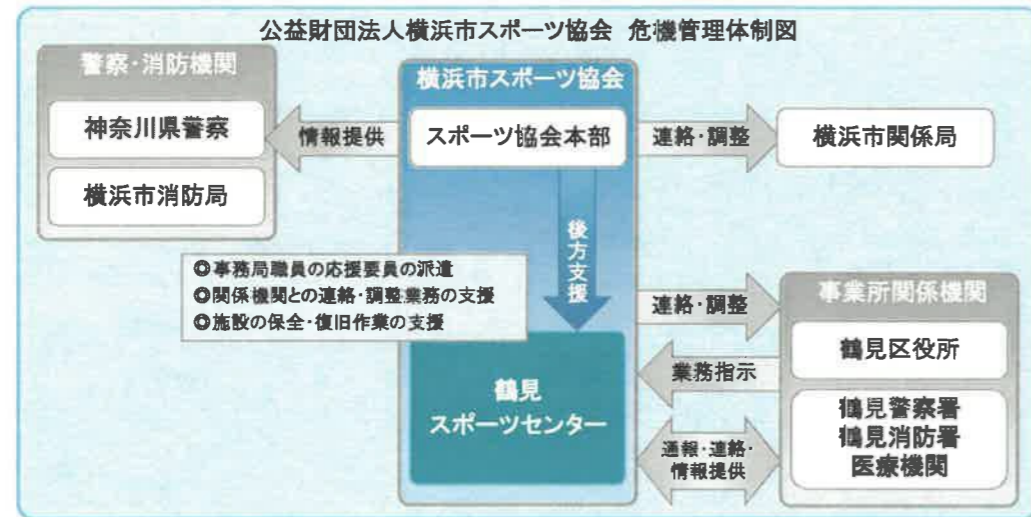 公益財団法人横浜市スポーツ協会 危機管理体制図
警察・消防機関
神奈川県警察
横浜市消防局
情報提供
横浜市スポーツ協会
スポーツ協会本部
連絡・調整
横浜市関係局
後方支援
◎事務局職員の応援要員の派遣
◎関係機関との連絡・調整業務の支援
◎施設の保全・復旧作業の支援
鶴見
スポーツセンター
連絡・調整
業務指示
通報・連絡・
情報提供
事業所関係機関
鶴見区役所
鶴見警察署
鶴見消防署
医療機関